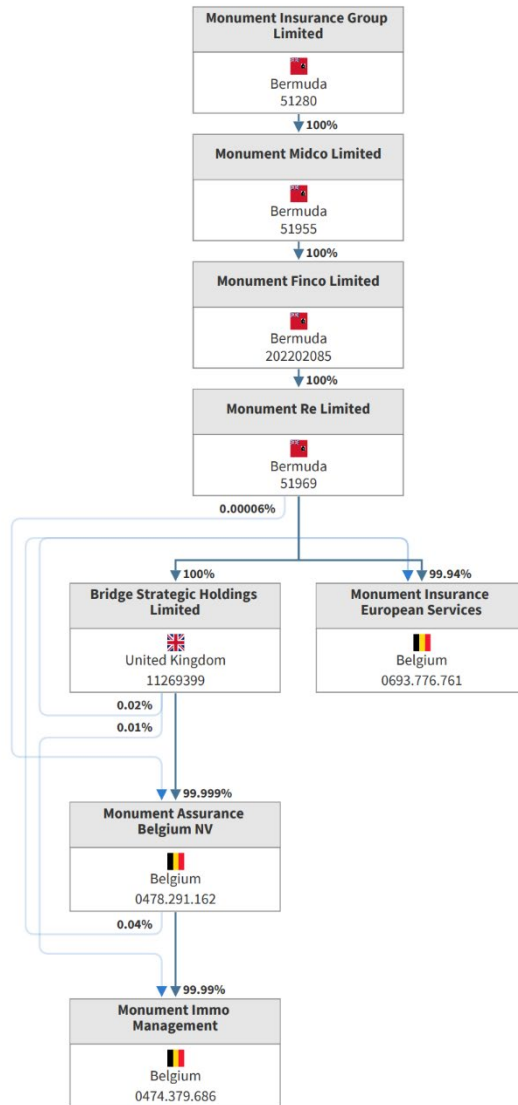 Monument Insurance Group
Limited
Bermuda
51280
100%
Monument Midco Limited
Bermuda
51955
100%
Monument Finco Limited
Bermuda
202202085
100%
Monument Re Limited
Bermuda
51969
0.00006%
100%
99.94%
Bridge Strategic Holdings
Limited
United Kingdom
11269399
Monument Insurance
European Services
Belgium
0693.776.761
0.02%
0.01%
99.999%
Monument Assurance
Belgium NV
Belgium
0478.291.162
0.04%
99.99%
Monument Immo
Management
Belgium
0474.379.686